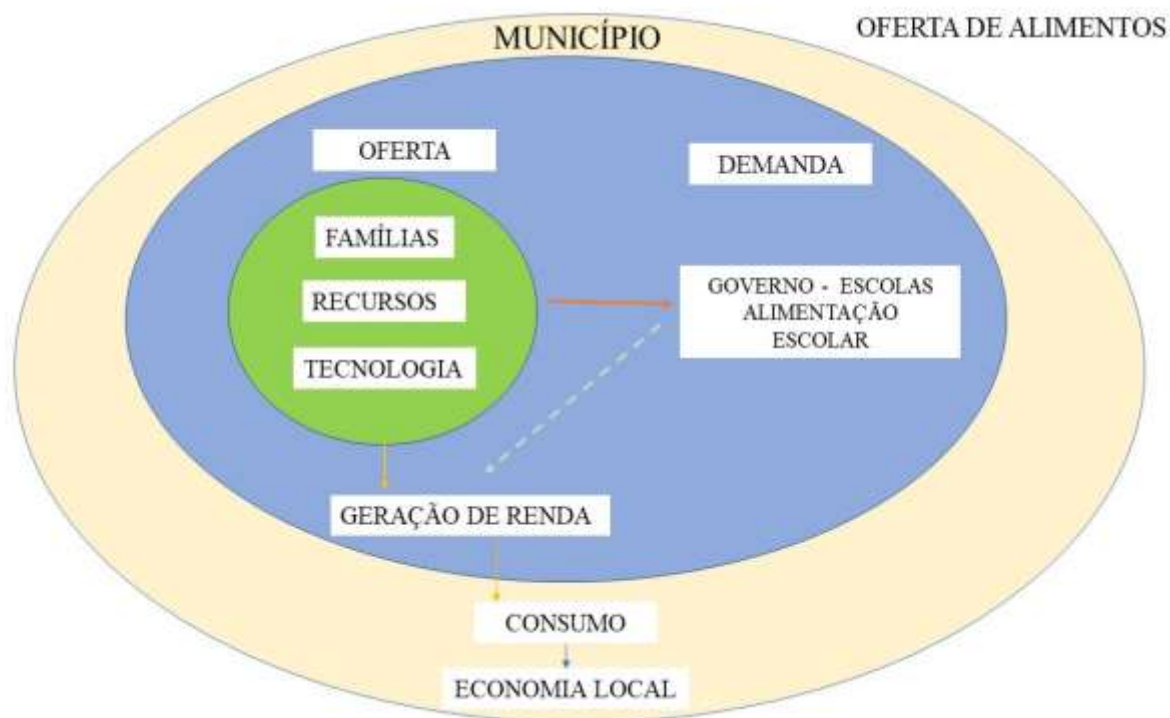 OFERTA DE ALIMENTOS
MUNICÍPIO
OFERTA
DEMANDA
FAMÍLIAS
RECURSOS
TECNOLOGIA
GOVERNO - ESCOLAS
ALIMENTAÇÃO
ESCOLAR
GERAÇÃO DE RENDA
CONSUMO
ECONOMIA LOCAL